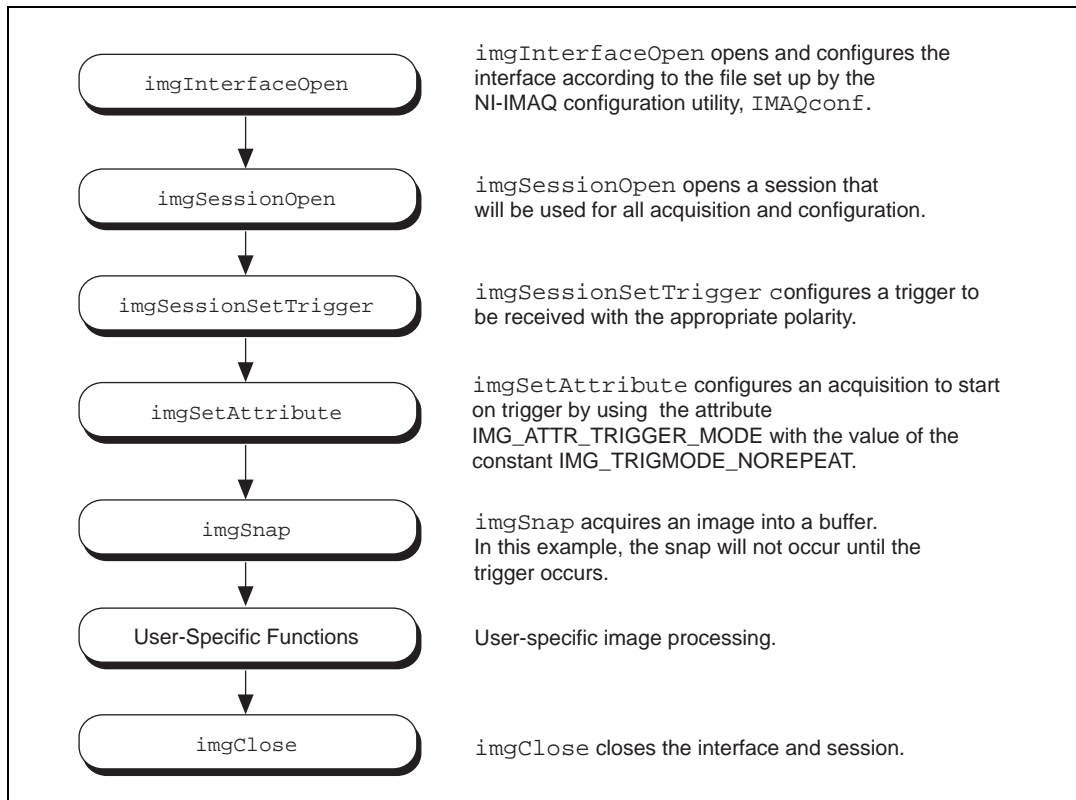 imgInterfaceOpen
imgInterfaceOpen opens and configures the
interface according to the file set up by the
NI-IMAQ configuration utility, IMAQconf.
imgSessionOpen
imgSessionOpen opens a session that
will be used for all acquisition and configuration.
imgSessionSetTrigger
imgSessionSetTrigger configures a trigger to
be received with the appropriate polarity.
imgSetAttribute
imgSetAttribute configures an acquisition to start
on trigger by using the attribute
IMG_ATTR_TRIGGER_MODE with the value of the
constant IMG_TRIGMODE_NOREPEAT.
imgSnap
imgSnap acquires an image into a buffer.
In this example, the snap will not occur until the
trigger occurs.
User-Specific Functions
User-specific image processing.
imgClose
imgClose closes the interface and session.